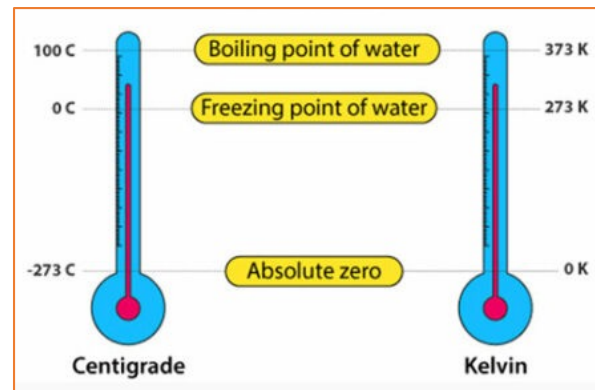 100 C Boiling point of water 373 K
0 C Freezing point of water 273 K
-273 C Absolute zero 0 K
Centigrade Kelvin